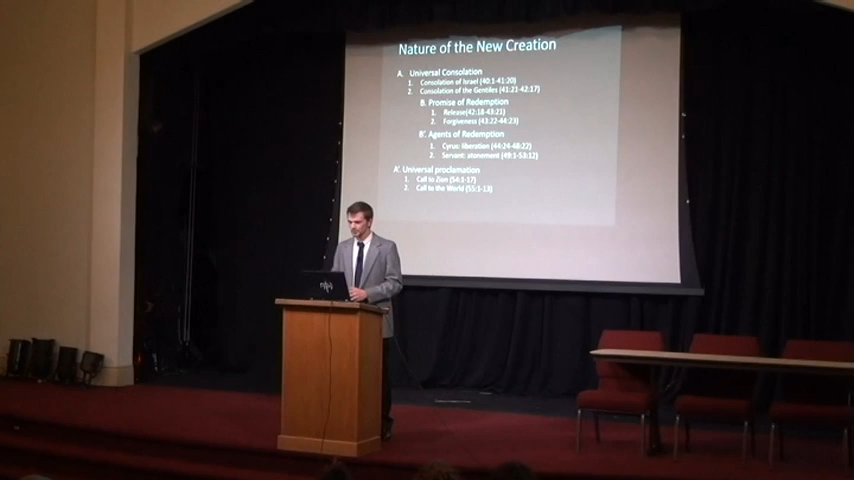 Nature of the New Creation
A. Universal Consolation
1. Consolation of Israel (40:1-41:20)
2. Consolation of the Gentiles (41:21-42:17)
B. Promise of Redemption
1. Release(42:18-43:21)
2. Forgiveness (43:22-44:23)
B'. Agents of Redemption
1. Cyrus: liberation (44:24-48:22)
2. Servant: atonement (49:1-53:12)
A'. Universal proclamation
1. Call to Zion (54:1-17)
2. Call to the World (55:1-13)